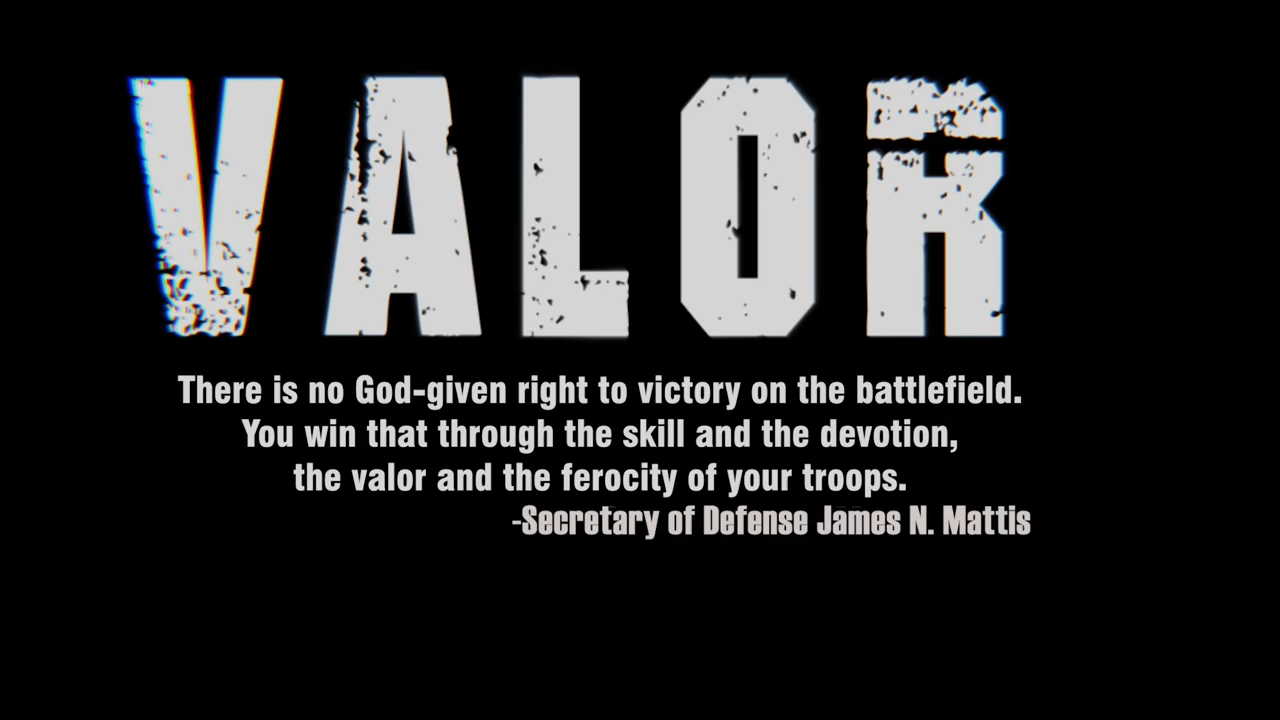 VALOR
There is no God-given right to victory on the battlefield.
You win that through the skill and the devotion,
the valor and the ferocity of your troops.
-Secretary of Defense James N. Mattis